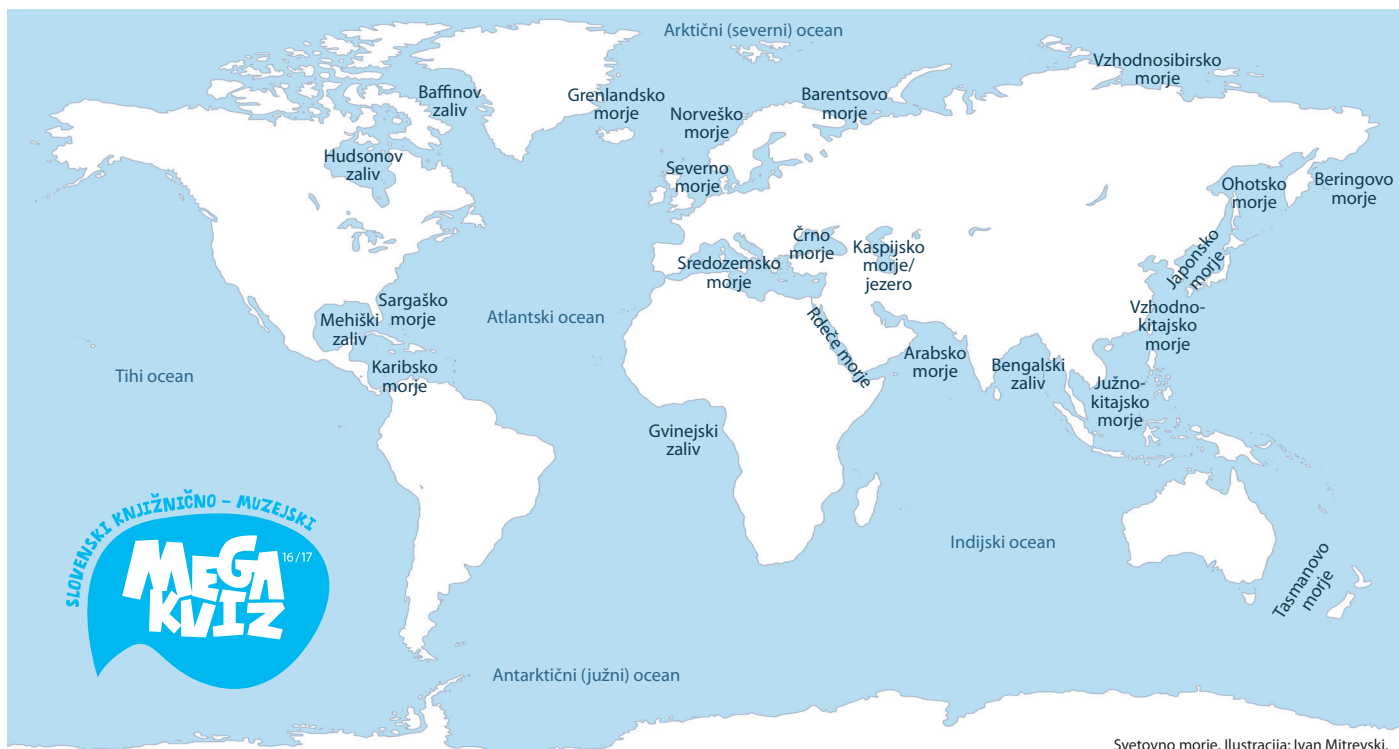 Arktični (severni) ocean
Vzhodnosibirsko
morje
Baffinov
zaliv
Grenlandsko
morje
Norveško
morje
Barentsovo
morje
Hudsonov
zaliv
Severno
morje
Ohotsko
morje
Beringovo
morje
Črno
morje
Kaspijsko
morje/
jezero
Sredozemsko
morje
Japonsko
morje
Sargaško
morje
Mehiški
zaliv
Atlantski ocean
Rdeče morje
Arabsko
morje
Bengalski
zaliv
Vzhodno-
kitajsko
morje
Tihi ocean
Karibsko
morje
Južno-
kitajsko
morje
Gvinejski
zaliv
Indijski ocean
Tasmanovo
morje
SLOVENSKI KNJIŽNIČNO – MUZEJSKI
MEGA
16/17
KVIZ
Antarktični (južni) ocean
Svetovno morje. Ilustracija: Ivan Mitrevski.